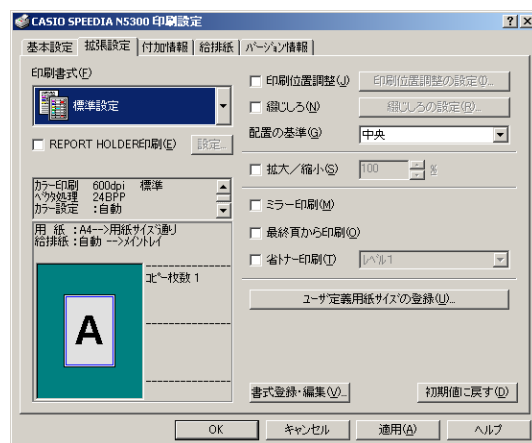 CASIO SPEEDIA N5300 印刷設定
基本設定 拡張設定 付加情報 給排紙 バージョン情報
印刷書式(F)
標準設定
REPORT HOLDER印刷(E) 設定...
カラー印刷 600dpi 標準
ベクタ処理 24BPP
カラー設定 :自動
用 紙 :A4-->用紙サイズ通り
給排紙 :自動 -->メイントレイ
コピー枚数 1
A
印刷位置調整(J) 印刷位置調整の設定(I)...
綴じしろ(N) 綴じしろの設定(R)...
配置の基準(G) 中央
拡大/縮小(S) 100 %
ミラー印刷(M)
最終頁から印刷(O)
省トナー印刷(T) レベル1
ユーザ定義用紙サイズの登録(U)...
書式登録・編集(V)... 初期値に戻す(D)
OK キャンセル 適用(A) ヘルプ